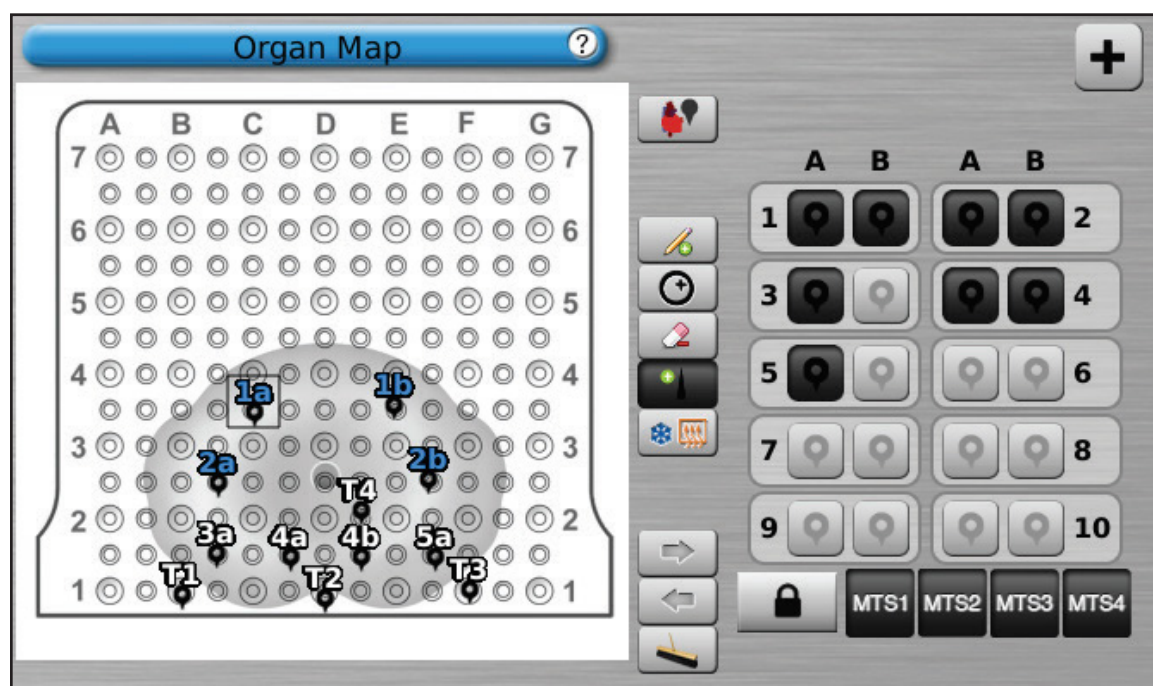 Organ Map ?
A B C D E F G
7 7
6 6
5 5
4 4
1a 1b
3 3
2a 2b
T4
2 2
3a 4a 4b 5a
T1 T2 T3
1 1
A B A B
1 2
3 4
5 6
7 8
9 10
MTS1 MTS2 MTS3 MTS4